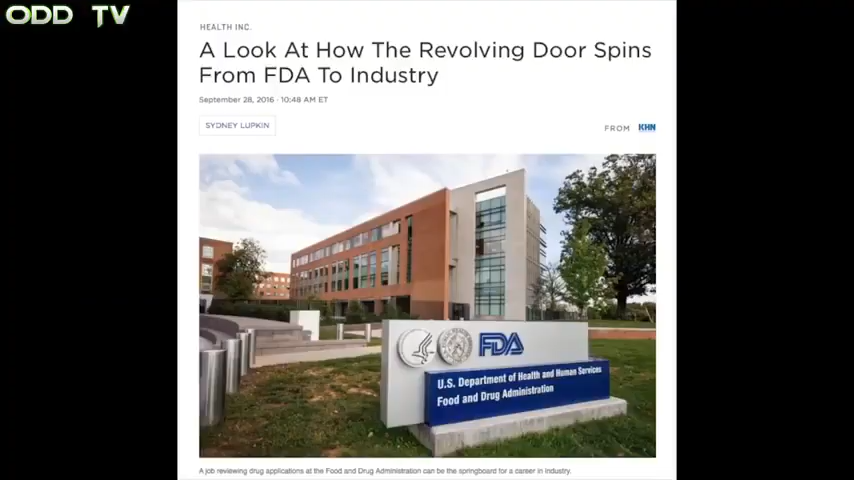 ODD TV
HEALTH INC.
A Look At How The Revolving Door Spins
From FDA To Industry
September 28, 2016 · 10:48 AM ET
SYDNEY LUPKIN
FROM KHN
FDA
U.S. Department of Health and Human Services
Food and Drug Administration
A job reviewing drug applications at the Food and Drug Administration can be the springboard for a career in industry.